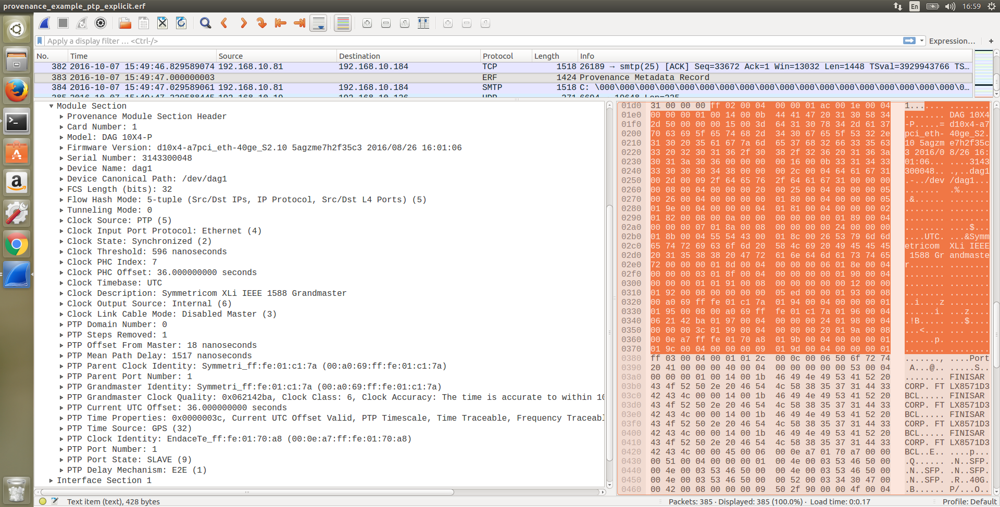 provenance_example_ptp_explicit.erf
En
16:59
Apply a display filter … <Ctrl-/>
Expression…
+
No. Time Source Destination Protocol Length Info
382 2016-10-07 15:49:46.829589074 192.168.10.81 192.168.10.184 TCP 1518 26189 → smtp(25) [ACK] Seq=33672 Ack=1 Win=13032 Len=1448 TSval=3929943766 TS…
383 2016-10-07 15:49:47.000000003 ERF 1424 Provenance Metadata Record
384 2016-10-07 15:49:47.029589061 192.168.10.81 192.168.10.184 SMTP 1518 C: \000\000\000\000\000\000\000\000\000\000\000\000\000\000\000\000\000\000\0…
Module Section
Provenance Module Section Header
Card Number: 1
Model: DAG 10X4-P
Firmware Version: d10x4-a7pci_eth-40ge_S2.10 5agzme7h2f35c3 2016/08/26 16:01:06
Serial Number: 3143300048
Device Name: dag1
Device Canonical Path: /dev/dag1
FCS Length (bits): 32
Flow Hash Mode: 5-tuple (Src/Dst IPs, IP Protocol, Src/Dst L4 Ports) (5)
Tunneling Mode: 0
Clock Source: PTP (5)
Clock Input Port Protocol: Ethernet (4)
Clock State: Synchronized (2)
Clock Threshold: 596 nanoseconds
Clock PHC Index: 7
Clock PHC Offset: 36.000000000 seconds
Clock Timebase: UTC
Clock Description: Symmetricom XLi IEEE 1588 Grandmaster
Clock Output Source: Internal (6)
Clock Link Cable Mode: Disabled Master (3)
PTP Domain Number: 0
PTP Steps Removed: 1
PTP Offset From Master: 18 nanoseconds
PTP Mean Path Delay: 1517 nanoseconds
PTP Parent Clock Identity: Symmetri_ff:fe:01:c1:7a (00:a0:69:ff:fe:01:c1:7a)
PTP Parent Port Number: 1
PTP Grandmaster Identity: Symmetri_ff:fe:01:c1:7a (00:a0:69:ff:fe:01:c1:7a)
PTP Grandmaster Clock Quality: 0x062142ba, Clock Class: 6, Clock Accuracy: The time is accurate to within 10
PTP Current UTC Offset: 36.000000000 seconds
PTP Time Properties: 0x0000003c, Current UTC Offset Valid, PTP Timescale, Time Traceable, Frequency Traceabl
PTP Time Source: GPS (32)
PTP Clock Identity: EndaceTe_ff:fe:01:70:a8 (00:0e:a7:ff:fe:01:70:a8)
PTP Port Number: 1
PTP Port State: SLAVE (9)
PTP Delay Mechanism: E2E (1)
Interface Section 1
01d0 31 00 00 00 ff 02 00 04 00 00 01 ac 00 1e 00 04 1....... ........
01e0 00 00 00 01 00 14 00 0b 44 41 47 20 31 30 58 34 ........ DAG 10X4
01f0 2d 50 00 00 00 15 00 3d 64 31 30 78 34 2d 61 37 -P.....= d10x4-a7
0200 70 63 69 5f 65 74 68 2d 34 30 67 65 5f 53 32 2e pci_eth- 40ge_S2.
0210 31 30 20 35 61 67 7a 6d 65 37 68 32 66 33 35 63 10 5agzm e7h2f35c
0220 33 20 32 30 31 36 2f 30 38 2f 32 36 20 31 36 3a 3 2016/0 8/26 16:
0230 30 31 3a 30 36 00 00 00 00 16 00 0b 33 31 34 33 01:06... ....3143
0240 33 30 30 30 34 38 00 00 00 2c 00 04 64 61 67 31 300048.. .,..dag1
0250 00 2d 00 09 2f 64 65 76 2f 64 61 67 31 00 00 00 .-../dev /dag1...
0260 00 08 00 04 00 00 00 20 00 25 00 04 00 00 00 05 ....... .%......
0270 00 26 00 04 00 00 00 00 01 80 00 04 00 00 00 05 .&...... ........
0280 01 9e 00 04 00 00 00 04 01 81 00 04 00 00 00 02 ........ ........
0290 01 82 00 08 00 0a 00 00 00 00 00 00 01 89 00 04 ........ ........
02a0 00 00 00 07 01 8a 00 08 00 00 00 00 24 00 00 00 ........ ....$...
02b0 01 8b 00 04 55 54 43 00 01 8c 00 26 53 79 6d 6d ....UTC. ...&Symm
02c0 65 74 72 69 63 6f 6d 20 58 4c 69 20 49 45 45 45 etricom XLi IEEE
02d0 20 31 35 38 38 20 47 72 61 6e 64 6d 61 73 74 65 1588 Gr andmaste
02e0 72 00 00 00 01 8d 00 04 00 00 00 06 01 8e 00 04 r....... ........
02f0 00 00 00 03 01 8f 00 04 00 00 00 00 01 90 00 04 ........ ........
0300 00 00 00 01 01 91 00 08 00 00 00 00 00 12 00 00 ........ ........
0310 01 92 00 08 00 00 00 00 05 ed 00 00 01 93 00 08 ........ ........
0320 00 a0 69 ff fe 01 c1 7a 01 94 00 04 00 00 00 01 ..i....z ........
0330 01 95 00 08 00 a0 69 ff fe 01 c1 7a 01 96 00 04 ......i. ...z....
0340 06 21 42 ba 01 97 00 04 00 00 00 24 01 98 00 04 .!B..... ...$....
0350 00 00 00 3c 01 99 00 04 00 00 00 20 01 9a 00 08 ...<.... ... ....
0360 00 0e a7 ff fe 01 70 a8 01 9b 00 04 00 00 00 01 ......p. ........
0370 01 9c 00 04 00 00 00 09 01 9d 00 04 00 00 00 01 ........ ........
0380 ff 03 00 04 00 01 01 2c 00 0c 00 06 50 6f 72 74 ......., ....Port
0390 20 41 00 00 00 40 00 04 00 00 00 00 00 53 00 04 A...@.. .....S..
03a0 00 00 00 01 00 14 00 1b 46 49 4e 49 53 41 52 20 ........ FINISAR
03b0 43 4f 52 50 2e 20 46 54 4c 58 38 35 37 31 44 33 CORP. FT LX8571D3
03c0 42 43 4c 00 00 14 00 1b 46 49 4e 49 53 41 52 20 BCL..... FINISAR
03d0 43 4f 52 50 2e 20 46 54 4c 58 38 35 37 31 44 33 CORP. FT LX8571D3
03e0 42 43 4c 00 00 14 00 1b 46 49 4e 49 53 41 52 20 BCL..... FINISAR
03f0 43 4f 52 50 2e 20 46 54 4c 58 38 35 37 31 44 33 CORP. FT LX8571D3
0400 42 43 4c 00 00 14 00 1b 46 49 4e 49 53 41 52 20 BCL..... FINISAR
0410 43 4f 52 50 2e 20 46 54 4c 58 38 35 37 31 44 33 CORP. FT LX8571D3
0420 42 43 4c 00 00 45 00 06 00 0e a7 01 70 a7 00 00 BCL..E.. ....p...
0430 00 51 00 04 00 00 00 01 00 4e 00 03 53 46 50 00 .Q...... .N..SFP.
0440 00 4e 00 03 53 46 50 00 00 4e 00 03 53 46 50 00 .N..SFP. .N..SFP.
0450 00 4e 00 03 53 46 50 00 00 52 00 03 34 30 47 00 .N..SFP. .R..40G.
0460 00 42 00 08 00 00 00 09 50 2f 90 00 00 4f 00 04 .B...... P/...O..
Text item (text), 428 bytes
Packets: 385 · Displayed: 385 (100.0%) · Load time: 0:0.17
Profile: Default